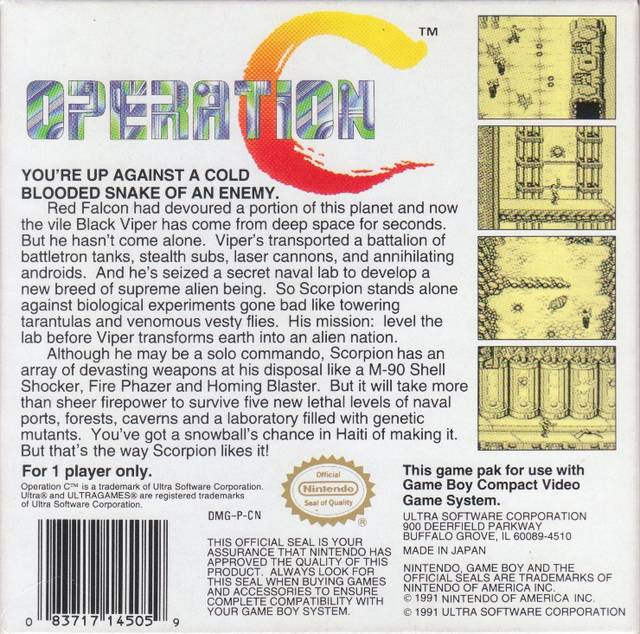 OPERATION C™
YOU'RE UP AGAINST A COLD
BLOODED SNAKE OF AN ENEMY.
Red Falcon had devoured a portion of this planet and now
the vile Black Viper has come from deep space for seconds.
But he hasn't come alone. Viper's transported a battalion of
battletron tanks, stealth subs, laser cannons, and annihilating
androids. And he's seized a secret naval lab to develop a
new breed of supreme alien being. So Scorpion stands alone
against biological experiments gone bad like towering
tarantulas and venomous vesty flies. His mission: level the
lab before Viper transforms earth into an alien nation.
Although he may be a solo commando, Scorpion has an
array of devasting weapons at his disposal like a M-90 Shell
Shocker, Fire Phazer and Homing Blaster. But it will take more
than sheer firepower to survive five new lethal levels of naval
ports, forests, caverns and a laboratory filled with genetic
mutants. You've got a snowball's chance in Haiti of making it.
But that's the way Scorpion likes it!
For 1 player only.
Operation C™ is a trademark of Ultra Software Corporation.
Ultra® and ULTRAGAMES® are registered trademarks
of Ultra Software Corporation.
0 83717 14505 9
DMG-P-CN
Official
Nintendo
Seal of Quality
®
THIS OFFICIAL SEAL IS YOUR
ASSURANCE THAT NINTENDO HAS
APPROVED THE QUALITY OF THIS
PRODUCT. ALWAYS LOOK FOR
THIS SEAL WHEN BUYING GAMES
AND ACCESSORIES TO ENSURE
COMPLETE COMPATIBILITY WITH
YOUR GAME BOY SYSTEM.
This game pak for use with
Game Boy Compact Video
Game System.
ULTRA SOFTWARE CORPORATION
900 DEERFIELD PARKWAY
BUFFALO GROVE, IL 60089-4510
MADE IN JAPAN
NINTENDO, GAME BOY AND THE
OFFICIAL SEALS ARE TRADEMARKS OF
NINTENDO OF AMERICA INC.
© 1991 NINTENDO OF AMERICA INC.
© 1991 ULTRA SOFTWARE CORPORATION